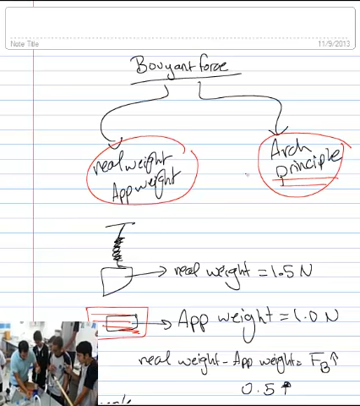 Note Title
11/9/2013
Bouyant force
real weight
App weight
Arch
principle
real weight = 1.5 N
App weight = 1.0 N
real weight - App weight = FB ↑
0.5 ↑